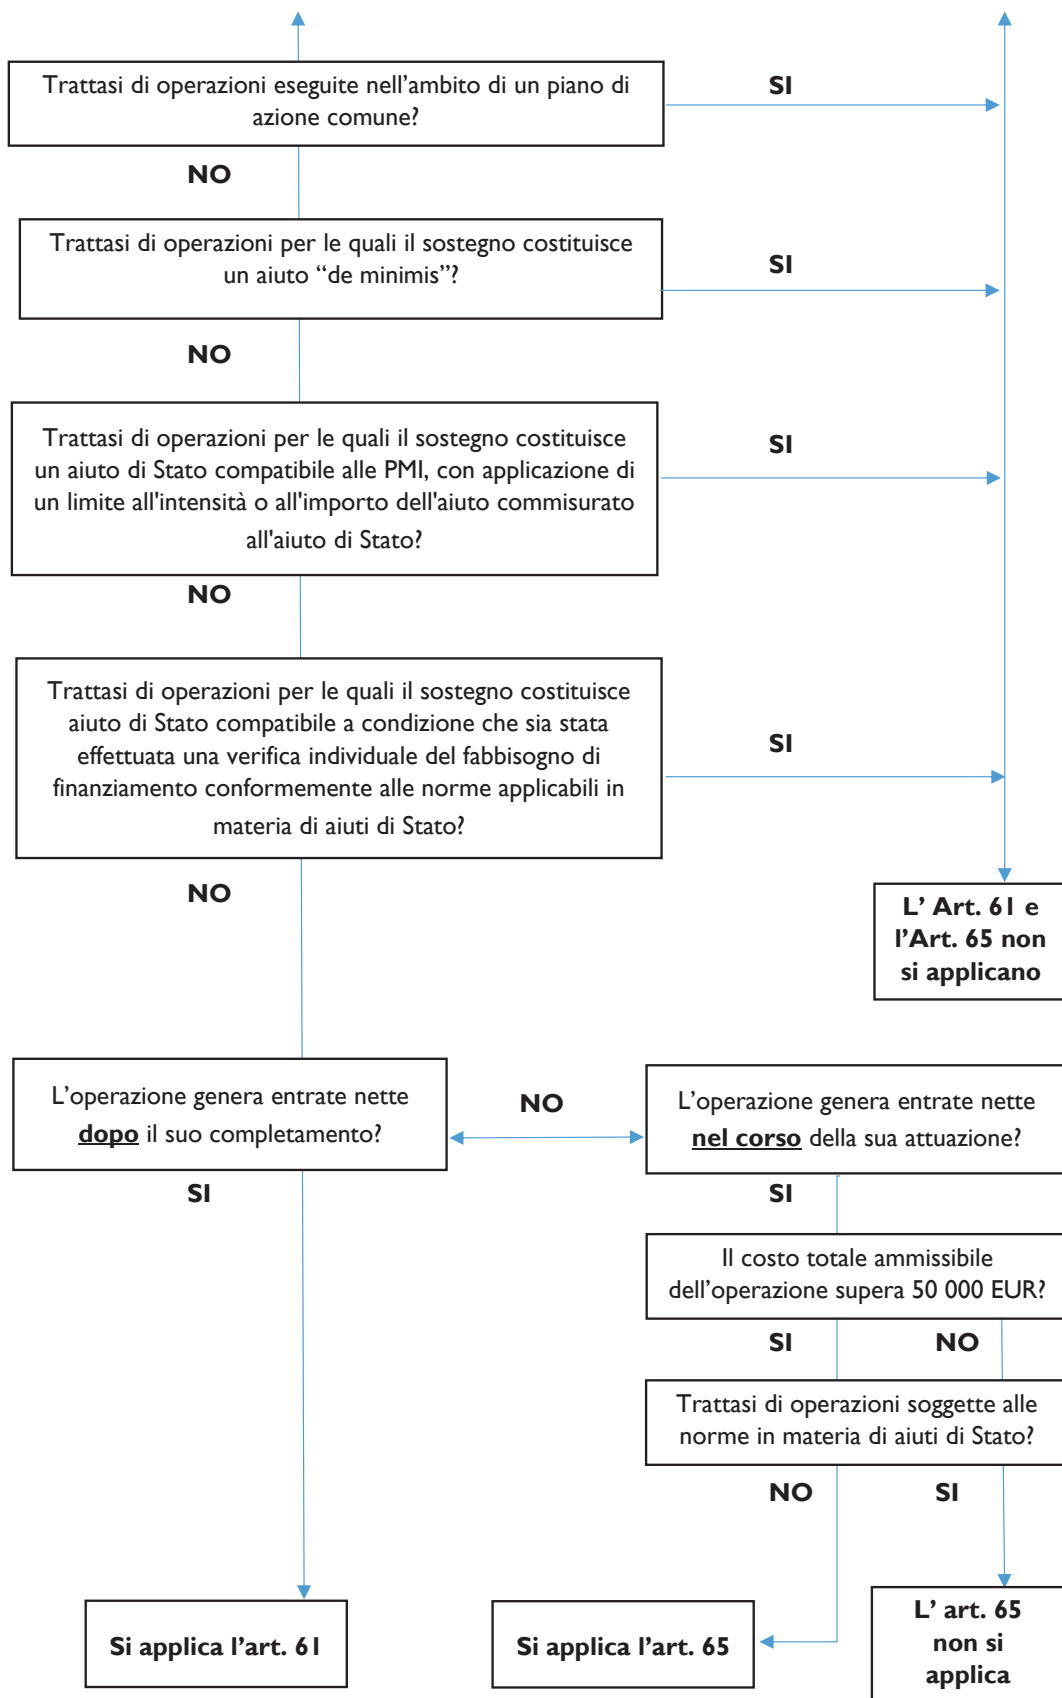 Trattasi di operazioni eseguite nell’ambito di un piano di
azione comune?
SI
NO
Trattasi di operazioni per le quali il sostegno costituisce
un aiuto “de minimis”?
SI
NO
Trattasi di operazioni per le quali il sostegno costituisce
un aiuto di Stato compatibile alle PMI, con applicazione di
un limite all'intensità o all'importo dell'aiuto commisurato
all'aiuto di Stato?
SI
NO
Trattasi di operazioni per le quali il sostegno costituisce
aiuto di Stato compatibile a condizione che sia stata
effettuata una verifica individuale del fabbisogno di
finanziamento conformemente alle norme applicabili in
materia di aiuti di Stato?
SI
NO
L’ Art. 61 e
l’Art. 65 non
si applicano
L’operazione genera entrate nette
dopo il suo completamento?
NO
L’operazione genera entrate nette
nel corso della sua attuazione?
SI
SI
Il costo totale ammissibile
dell’operazione supera 50 000 EUR?
SI
NO
Trattasi di operazioni soggette alle
norme in materia di aiuti di Stato?
NO
SI
Si applica l’art. 61
Si applica l’art. 65
L’ art. 65
non si
applica